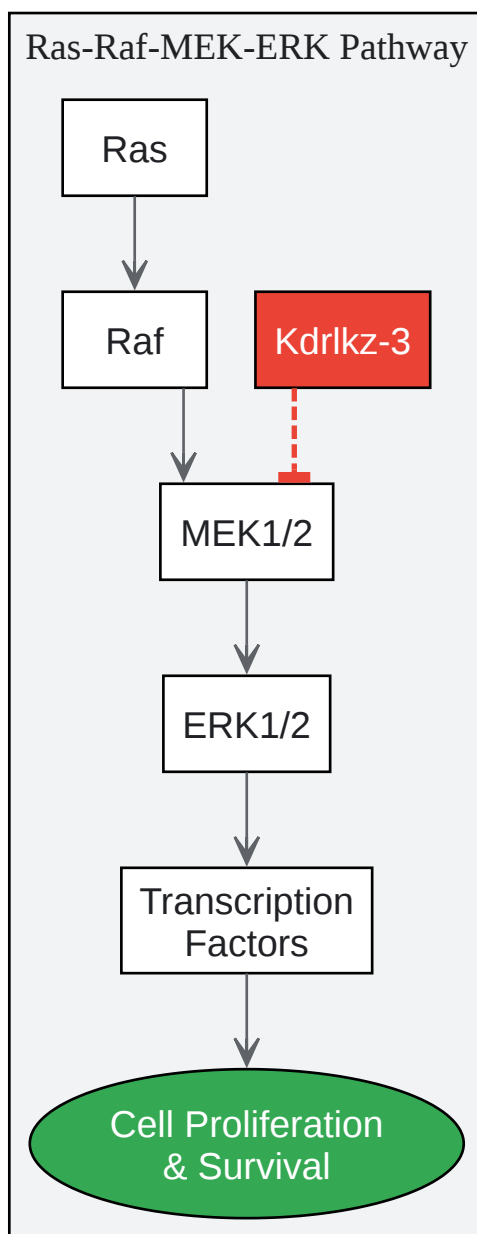 Ras-Raf-MEK-ERK Pathway
Ras
Raf
Kdrlkz-3
MEK1/2
ERK1/2
Transcription
Factors
Cell Proliferation
& Survival